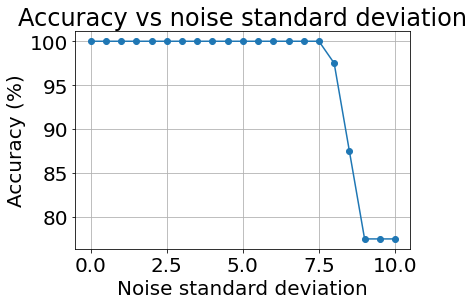 Accuracy vs noise standard deviation
100
95
90
85
80
Accuracy (%)
0.0 2.5 5.0 7.5 10.0
Noise standard deviation